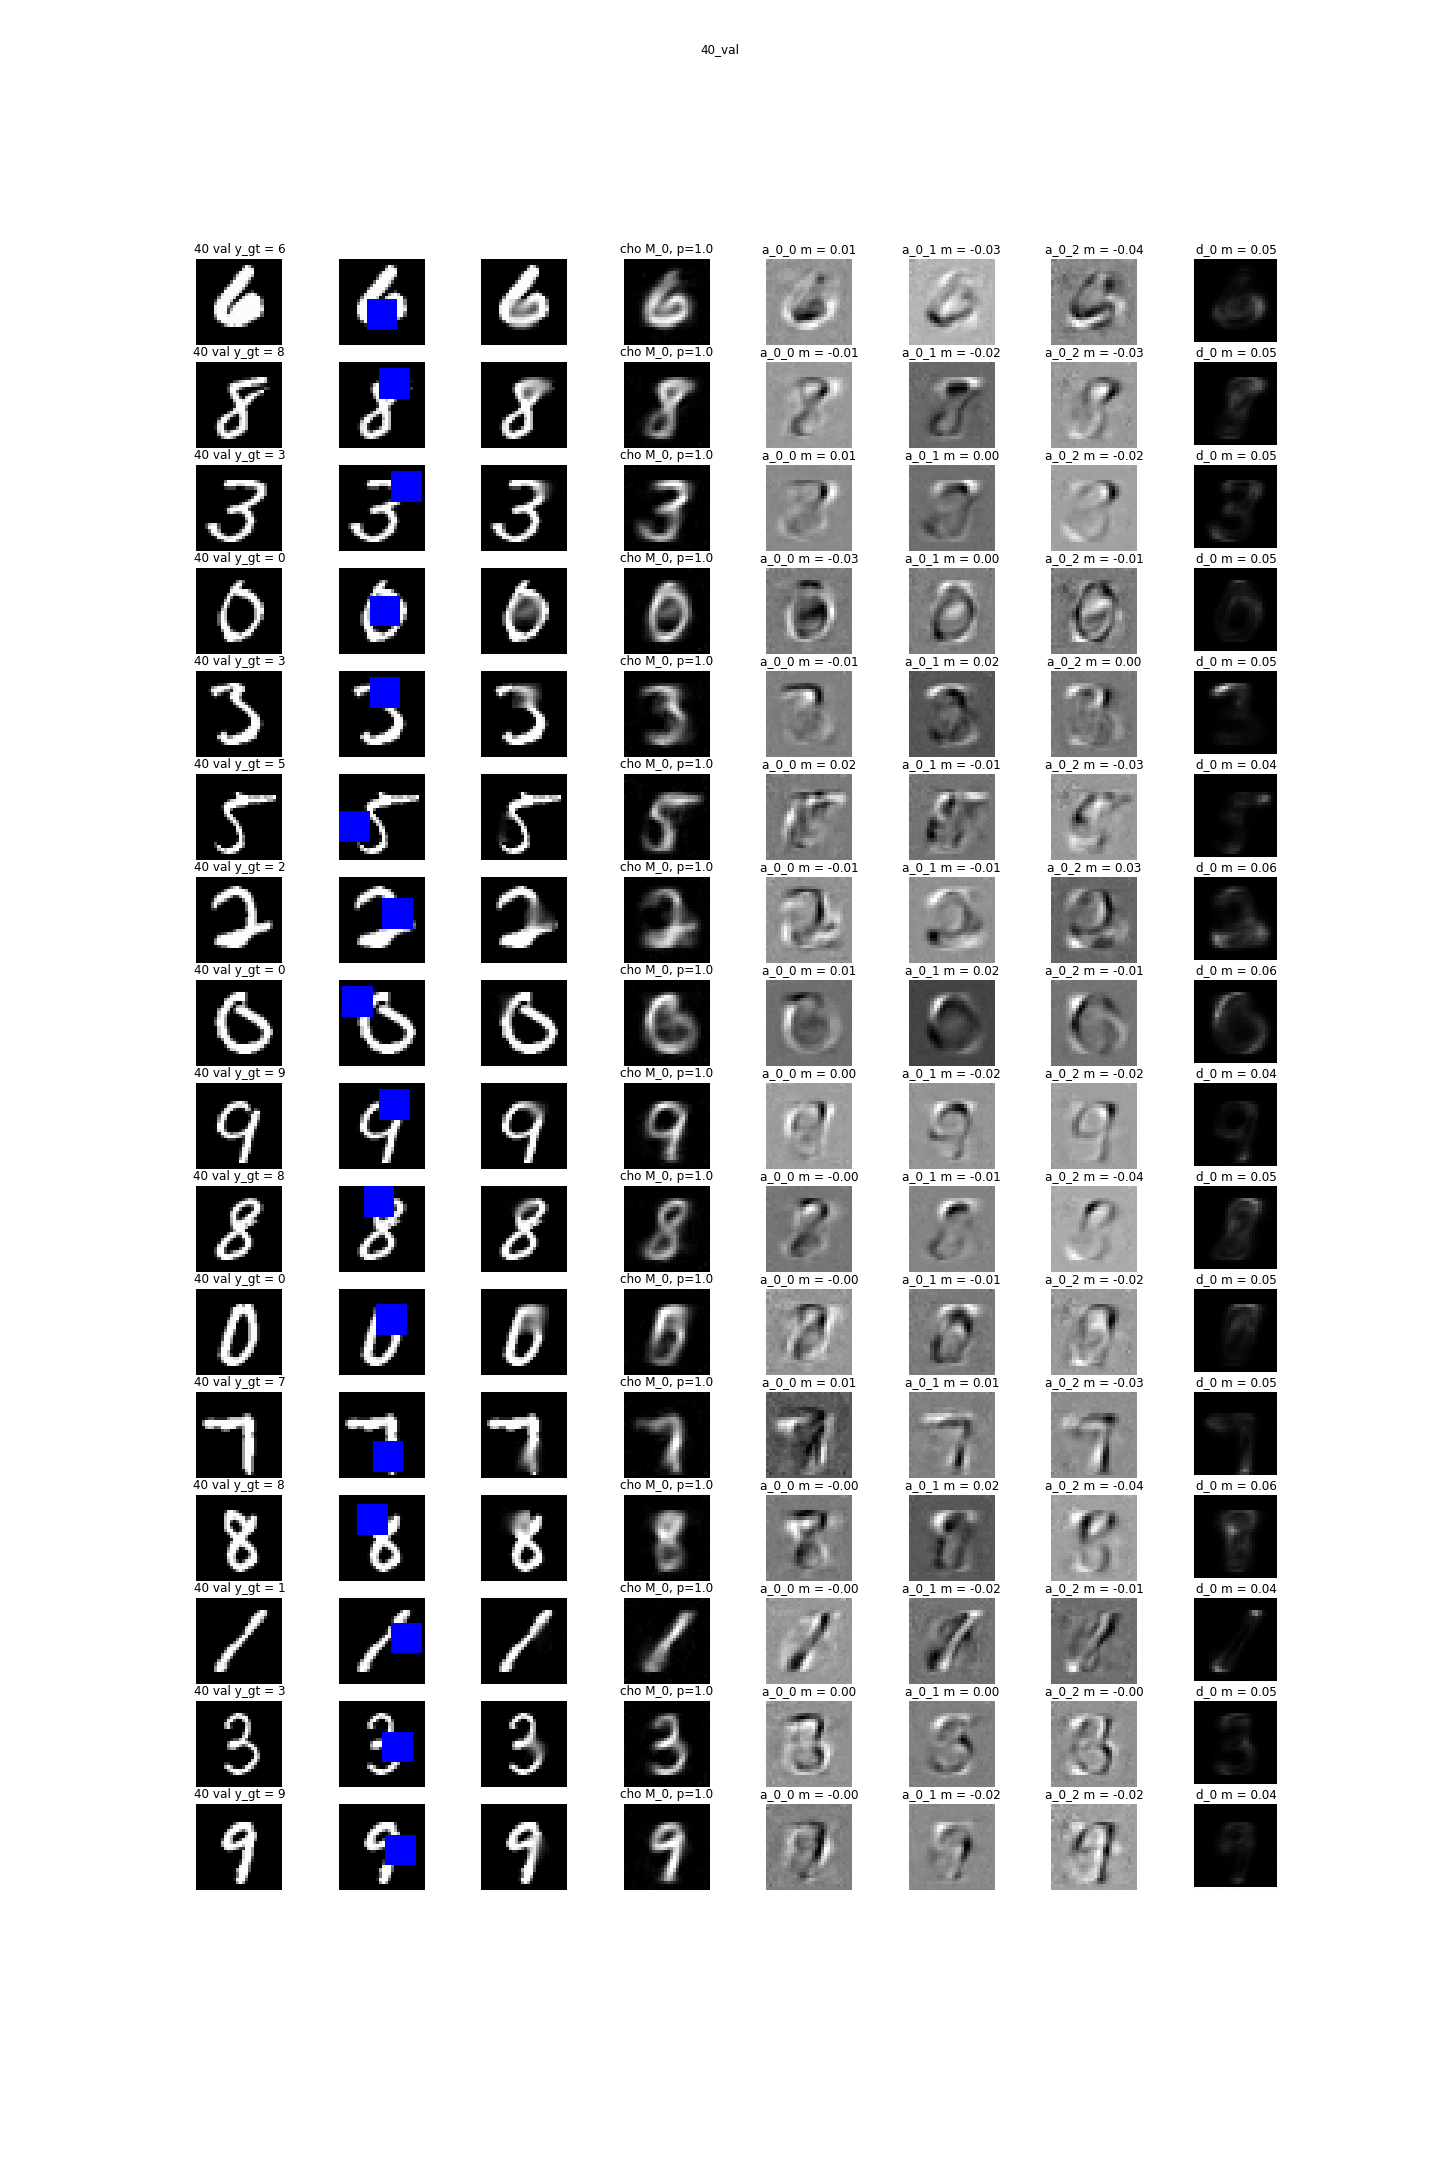 40_val
40 val y_gt = 6 cho M_0, p=1.0 a_0_0 m = 0.01 a_0_1 m = -0.03 a_0_2 m = -0.04 d_0 m = 0.05
40 val y_gt = 8 cho M_0, p=1.0 a_0_0 m = -0.01 a_0_1 m = -0.02 a_0_2 m = -0.03 d_0 m = 0.05
40 val y_gt = 3 cho M_0, p=1.0 a_0_0 m = 0.01 a_0_1 m = 0.00 a_0_2 m = -0.02 d_0 m = 0.05
40 val y_gt = 0 cho M_0, p=1.0 a_0_0 m = -0.03 a_0_1 m = 0.00 a_0_2 m = -0.01 d_0 m = 0.05
40 val y_gt = 3 cho M_0, p=1.0 a_0_0 m = -0.01 a_0_1 m = 0.02 a_0_2 m = 0.00 d_0 m = 0.05
40 val y_gt = 5 cho M_0, p=1.0 a_0_0 m = 0.02 a_0_1 m = -0.01 a_0_2 m = -0.03 d_0 m = 0.04
40 val y_gt = 2 cho M_0, p=1.0 a_0_0 m = -0.01 a_0_1 m = -0.01 a_0_2 m = 0.03 d_0 m = 0.06
40 val y_gt = 0 cho M_0, p=1.0 a_0_0 m = 0.01 a_0_1 m = 0.02 a_0_2 m = -0.01 d_0 m = 0.06
40 val y_gt = 9 cho M_0, p=1.0 a_0_0 m = 0.00 a_0_1 m = -0.02 a_0_2 m = -0.02 d_0 m = 0.04
40 val y_gt = 8 cho M_0, p=1.0 a_0_0 m = -0.00 a_0_1 m = -0.01 a_0_2 m = -0.04 d_0 m = 0.05
40 val y_gt = 0 cho M_0, p=1.0 a_0_0 m = -0.00 a_0_1 m = -0.01 a_0_2 m = -0.02 d_0 m = 0.05
40 val y_gt = 7 cho M_0, p=1.0 a_0_0 m = 0.01 a_0_1 m = 0.01 a_0_2 m = -0.03 d_0 m = 0.05
40 val y_gt = 8 cho M_0, p=1.0 a_0_0 m = -0.00 a_0_1 m = 0.02 a_0_2 m = -0.04 d_0 m = 0.06
40 val y_gt = 1 cho M_0, p=1.0 a_0_0 m = -0.00 a_0_1 m = -0.02 a_0_2 m = -0.01 d_0 m = 0.04
40 val y_gt = 3 cho M_0, p=1.0 a_0_0 m = 0.00 a_0_1 m = 0.00 a_0_2 m = -0.00 d_0 m = 0.05
40 val y_gt = 9 cho M_0, p=1.0 a_0_0 m = -0.00 a_0_1 m = -0.02 a_0_2 m = -0.02 d_0 m = 0.04